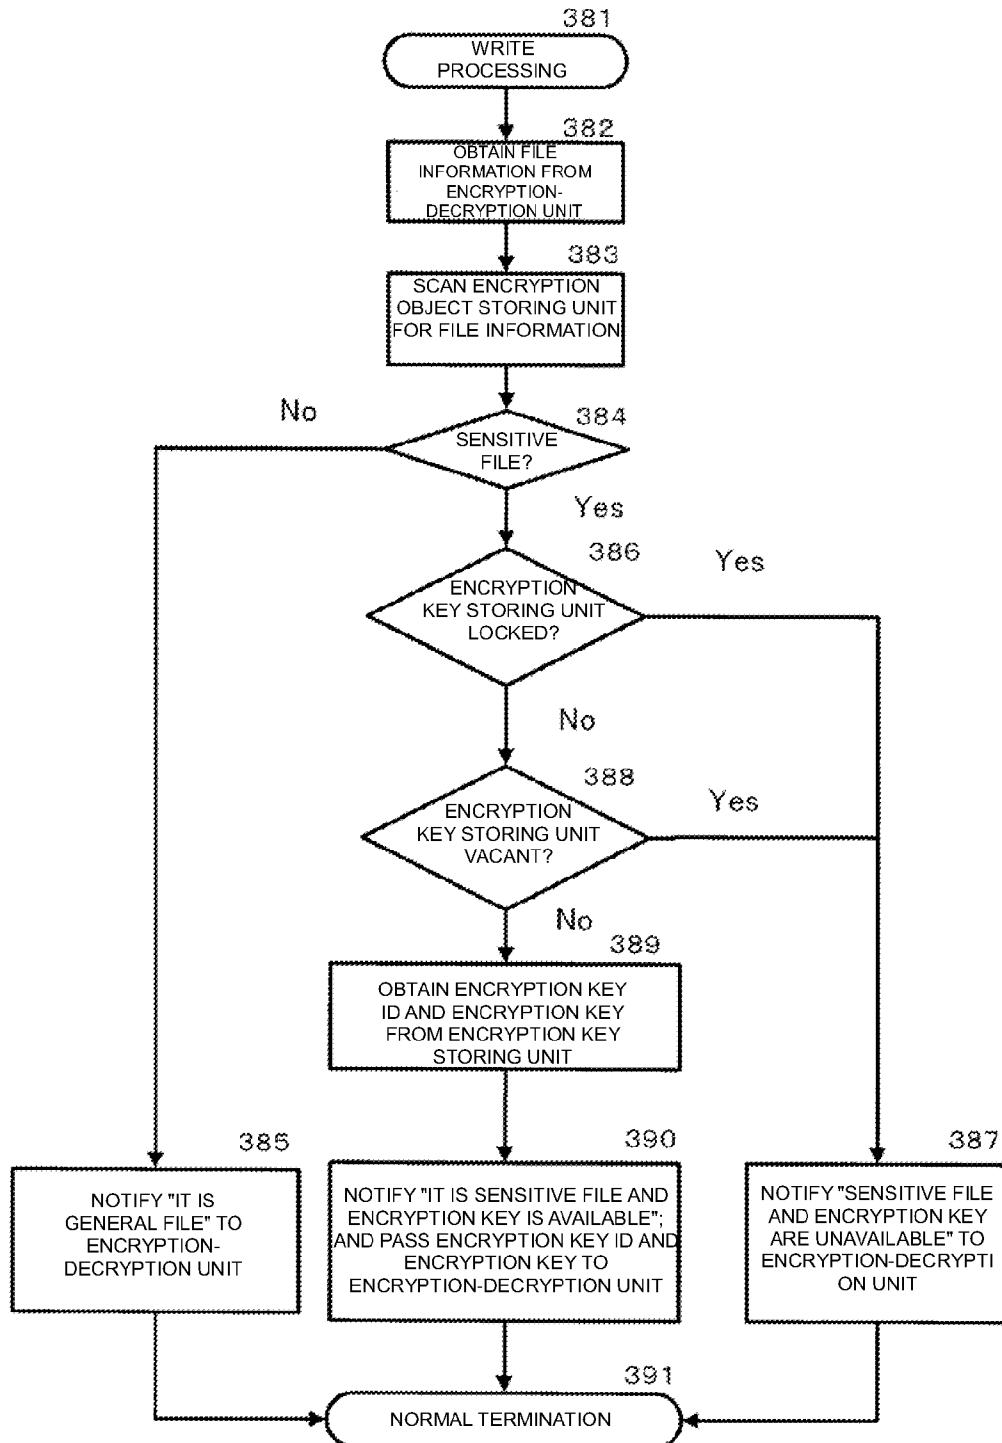 381
WRITE
PROCESSING
382
OBTAIN FILE
INFORMATION FROM
ENCRYPTION-
DECRYPTION UNIT
383
SCAN ENCRYPTION
OBJECT STORING UNIT
FOR FILE INFORMATION
No
384
SENSITIVE
FILE?
Yes
386
Yes
ENCRYPTION
KEY STORING UNIT
LOCKED?
No
388
Yes
ENCRYPTION
KEY STORING UNIT
VACANT?
No
389
OBTAIN ENCRYPTION KEY
ID AND ENCRYPTION KEY
FROM ENCRYPTION KEY
STORING UNIT
385
NOTIFY "IT IS
GENERAL FILE" TO
ENCRYPTION-
DECRYPTION UNIT
390
NOTIFY "IT IS SENSITIVE FILE AND
ENCRYPTION KEY IS AVAILABLE";
AND PASS ENCRYPTION KEY ID AND
ENCRYPTION KEY TO
ENCRYPTION-DECRYPTION UNIT
387
NOTIFY "SENSITIVE FILE
AND ENCRYPTION KEY
ARE UNAVAILABLE" TO
ENCRYPTION-DECRYPTI
ON UNIT
391
NORMAL TERMINATION